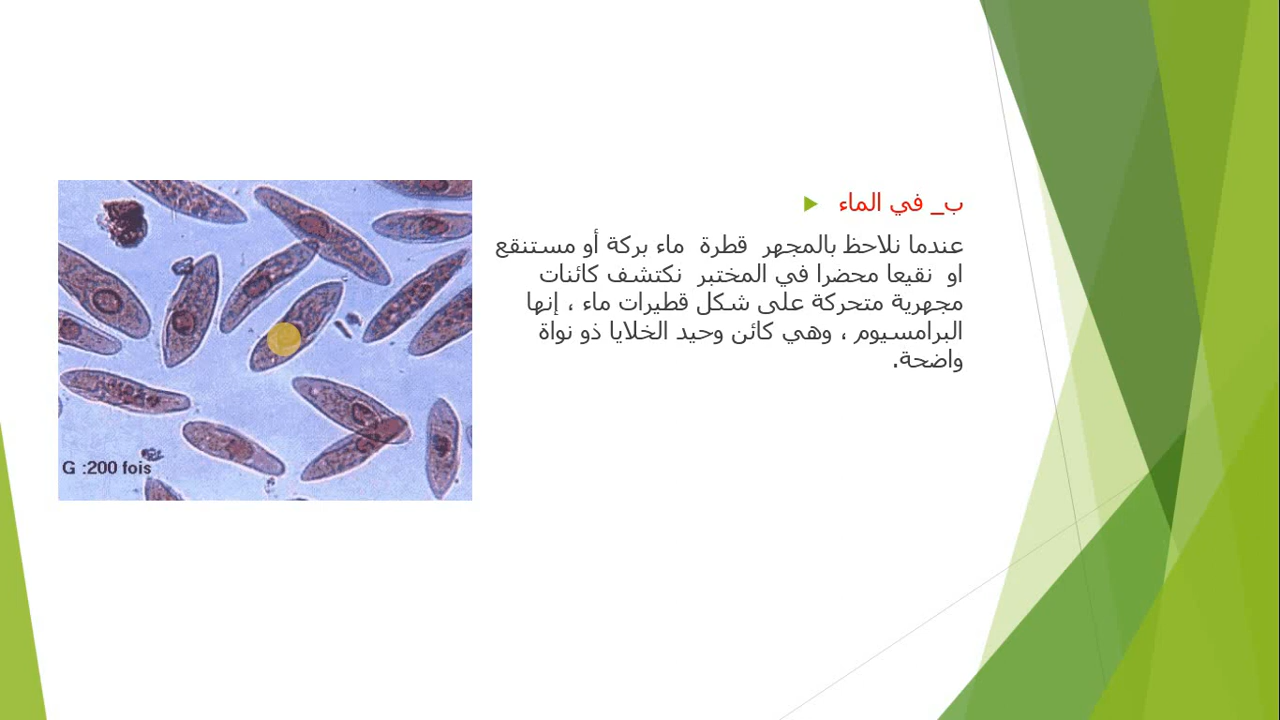 ب_ في الماء
عندما نلاحظ بالمجهر قطرة ماء بركة أو مستنقع
او نقيعا محضرا في المختبر نكتشف كائنات
مجهرية متحركة على شكل قطيرات ماء ، إنها
البرامسيوم ، وهي كائن وحيد الخلايا ذو نواة
واضحة.
G :200 fois